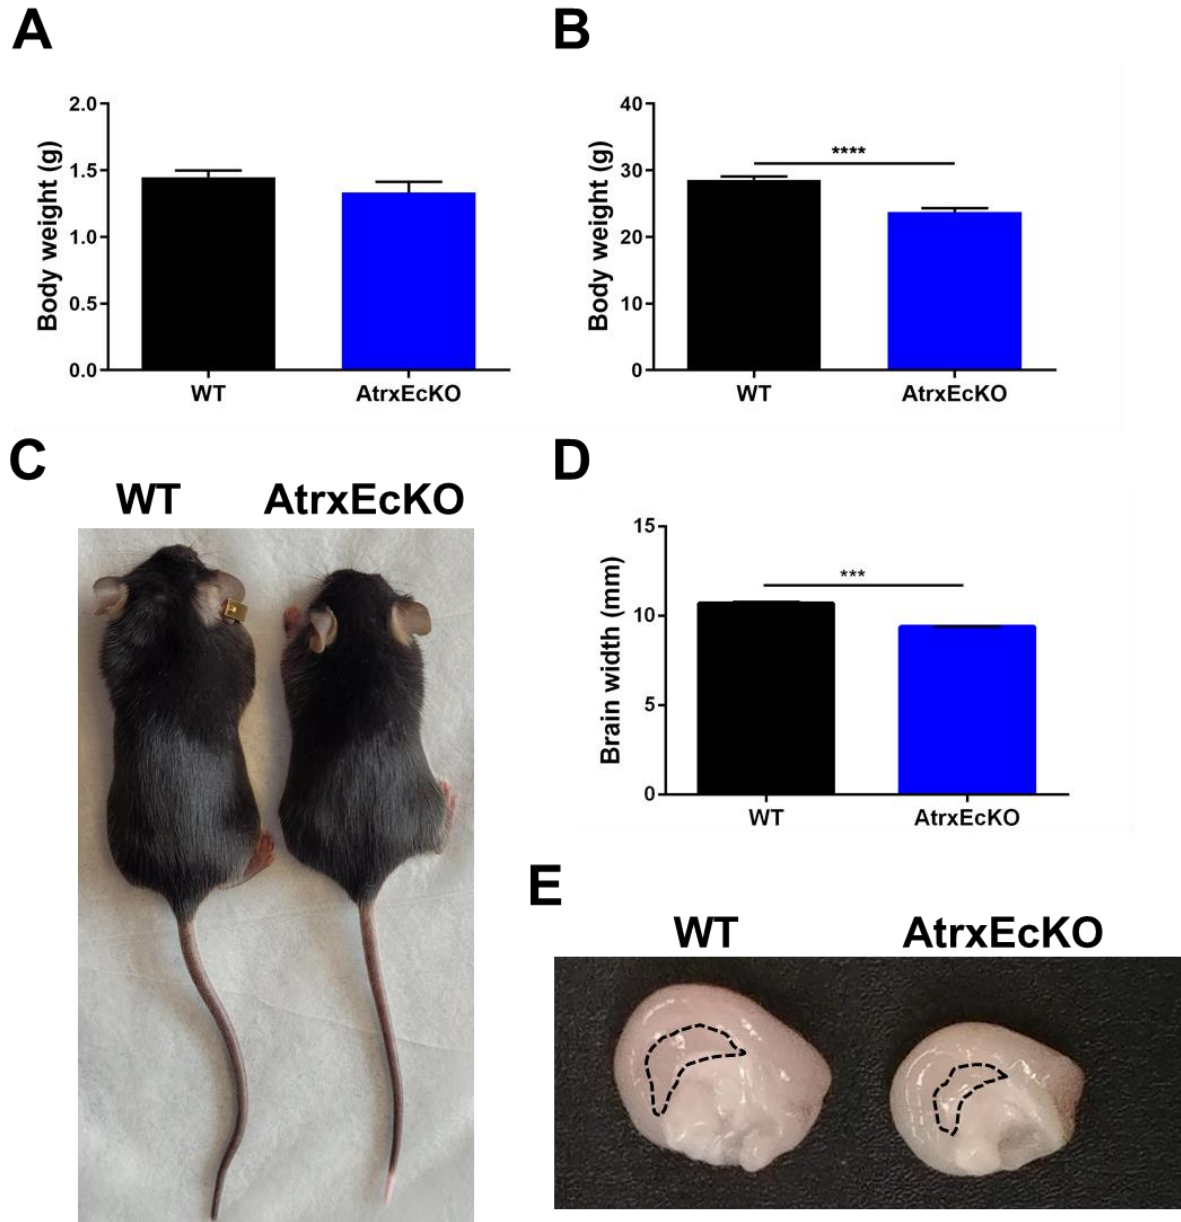 A
Body weight (g)
2.0
1.5
1.0
0.5
0.0
WT AtrxEcKO
B
Body weight (g)
40
30
20
10
0
****
WT AtrxEcKO
C
WT AtrxEcKO
D
Brain width (mm)
15
10
5
0
***
WT AtrxEcKO
E
WT AtrxEcKO